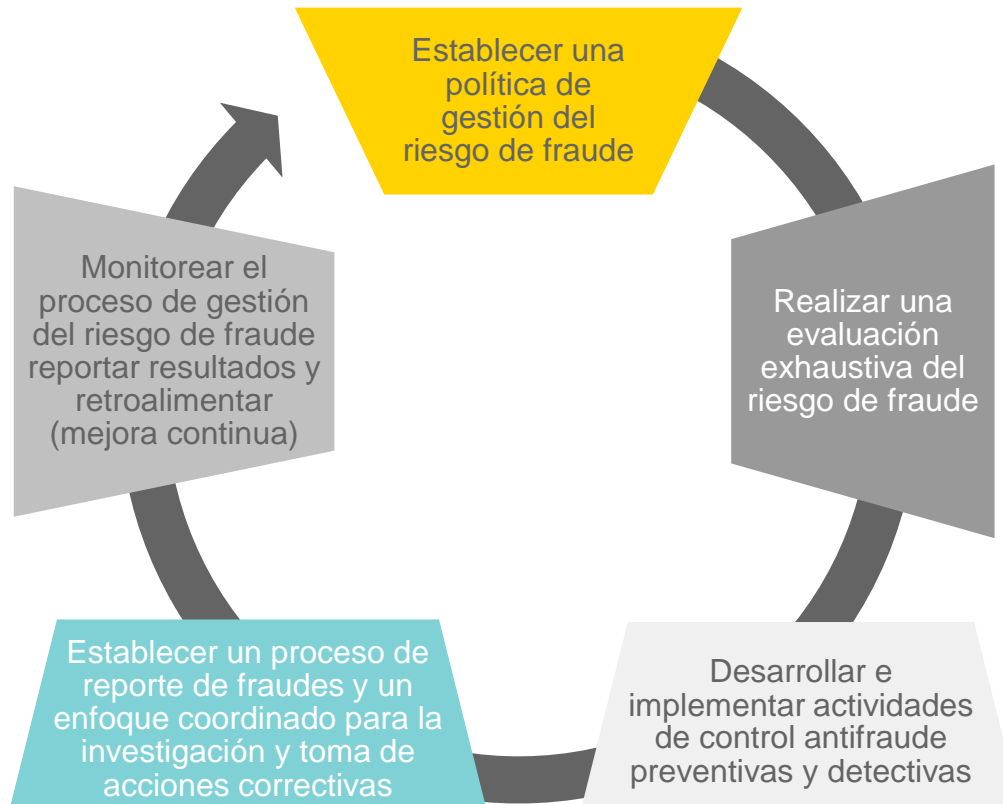 Establecer una
política de
gestión del
riesgo de fraude
Realizar una
evaluación
exhaustiva del
riesgo de fraude
Desarrollar e
implementar actividades
de control antifraude
preventivas y detectivas
Establecer un proceso de
reporte de fraudes y un
enfoque coordinado para la
investigación y toma de
acciones correctivas
Monitorear el
proceso de gestión
del riesgo de fraude
reportar resultados y
retroalimentar
(mejora continua)